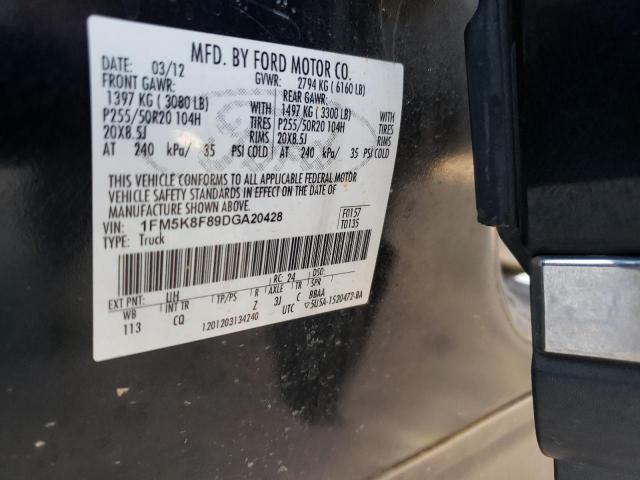 MFD. BY FORD MOTOR CO.
DATE: 03/12 GVWR: 2794 KG (6160 LB)
FRONT GAWR: REAR GAWR:
1397 KG (3080 LB) WITH 1497 KG (3300 LB) WITH
P255/50R20 104H TIRES P255/50R20 104H TIRES
20X8.5J RIMS 20X8.5J RIMS
AT 240 kPa/ 35 PSI COLD AT 240 kPa/ 35 PSI COLD
THIS VEHICLE CONFORMS TO ALL APPLICABLE FEDERAL MOTOR
VEHICLE SAFETY STANDARDS IN EFFECT ON THE DATE OF
MANUFACTURE SHOWN ABOVE.
VIN: 1FM5K8F89DGA20428 F0157
TYPE: Truck T0135
RC: 24 DSO:
EXT PNT: UH TP/PS R AXLE TR SPR
WB INT TR Z 3J C BBAA
113 CQ 1201203134240 UTC 5U5A-1520472-BA